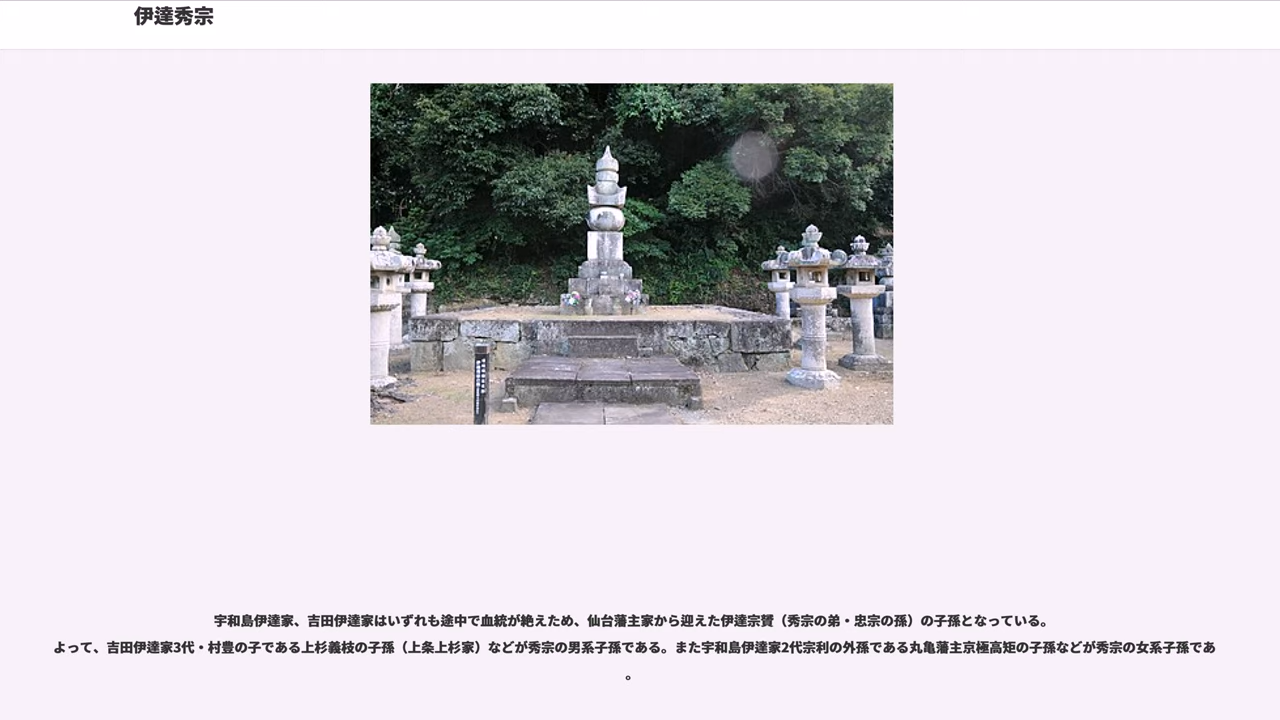 伊達秀宗
宇和島伊達家、吉田伊達家はいずれも途中で血統が絶えため、仙台藩主家から迎えた伊達宗贇（秀宗の弟・忠宗の孫）の子孫となっている。
よって、吉田伊達家3代・村豊の子である上杉義枝の子孫（上条上杉家）などが秀宗の男系子孫である。また宇和島伊達家2代宗利の外孫である丸亀藩主京極高矩の子孫などが秀宗の女系子孫であ
。